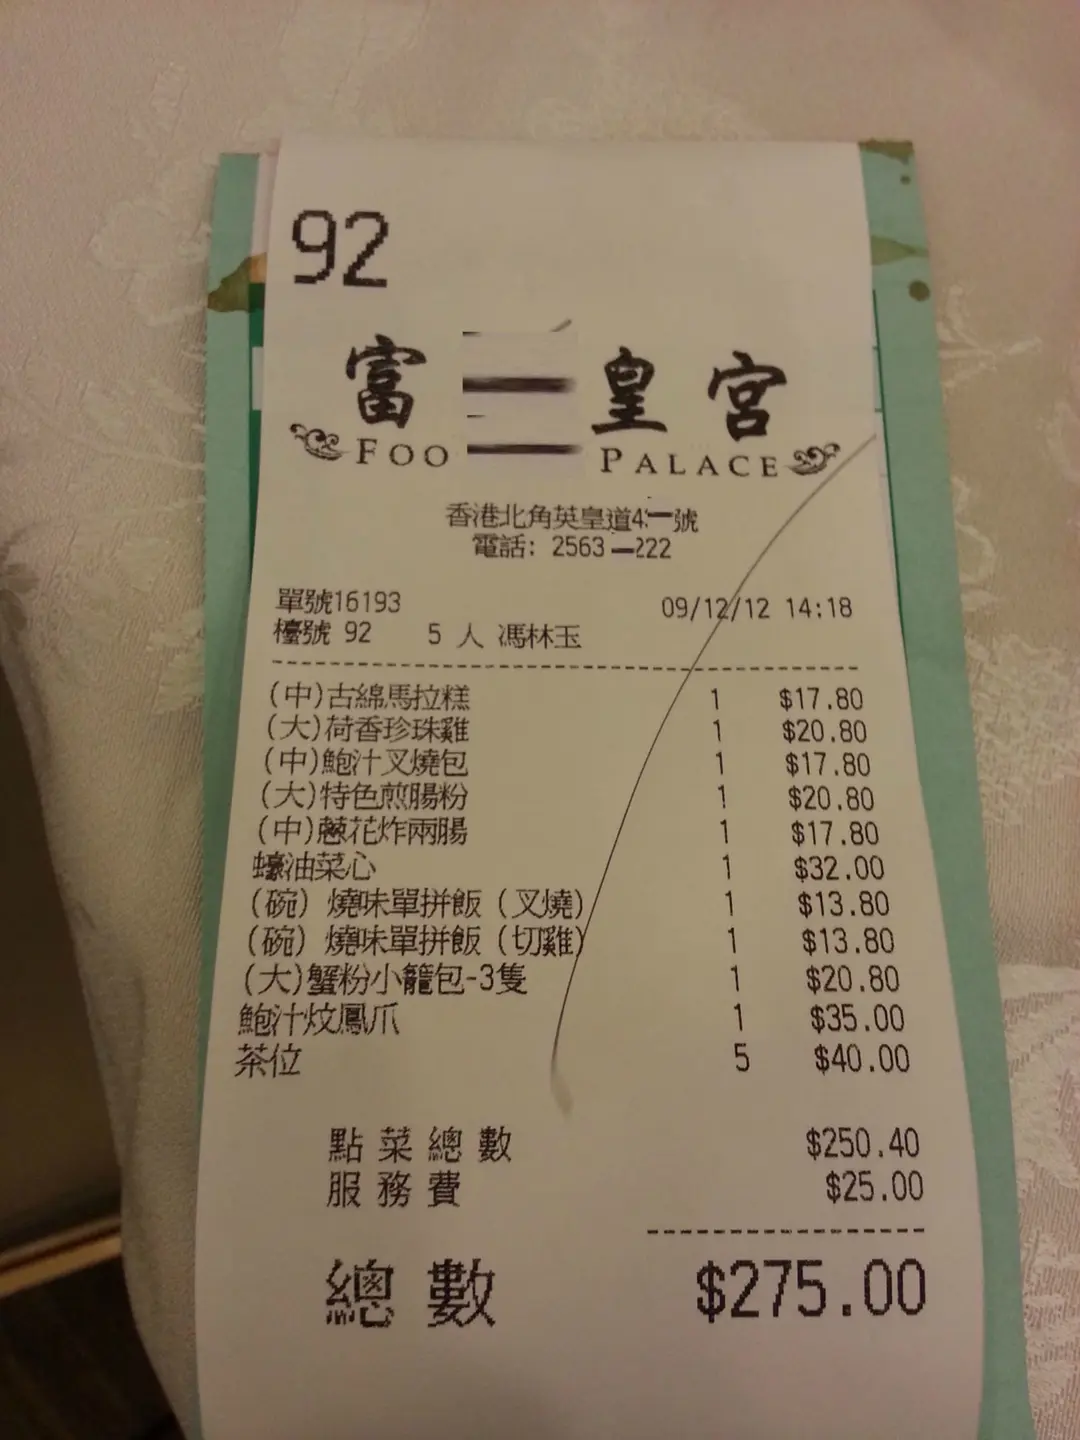 92
富 皇宮
FOO PALACE
香港北角英皇道4 號
電話: 2563 222
單號16193 09/12/12 14:18
檯號 92 5 人 馮林玉
(中)古綿馬拉糕 1 $17.80
(大)荷香珍珠雞 1 $20.80
(中)鮑汁叉燒包 1 $17.80
(大)特色煎腸粉 1 $20.80
(中)蔥花炸兩腸 1 $17.80
蠔油菜心 1 $32.00
(碗) 燒味單拼飯 (叉燒) 1 $13.80
(碗) 燒味單拼飯 (切雞) 1 $13.80
(大)蟹粉小籠包-3隻 1 $20.80
鮑汁炆鳳爪 1 $35.00
茶位 5 $40.00
點菜總數 $250.40
服務費 $25.00
總數 $275.00